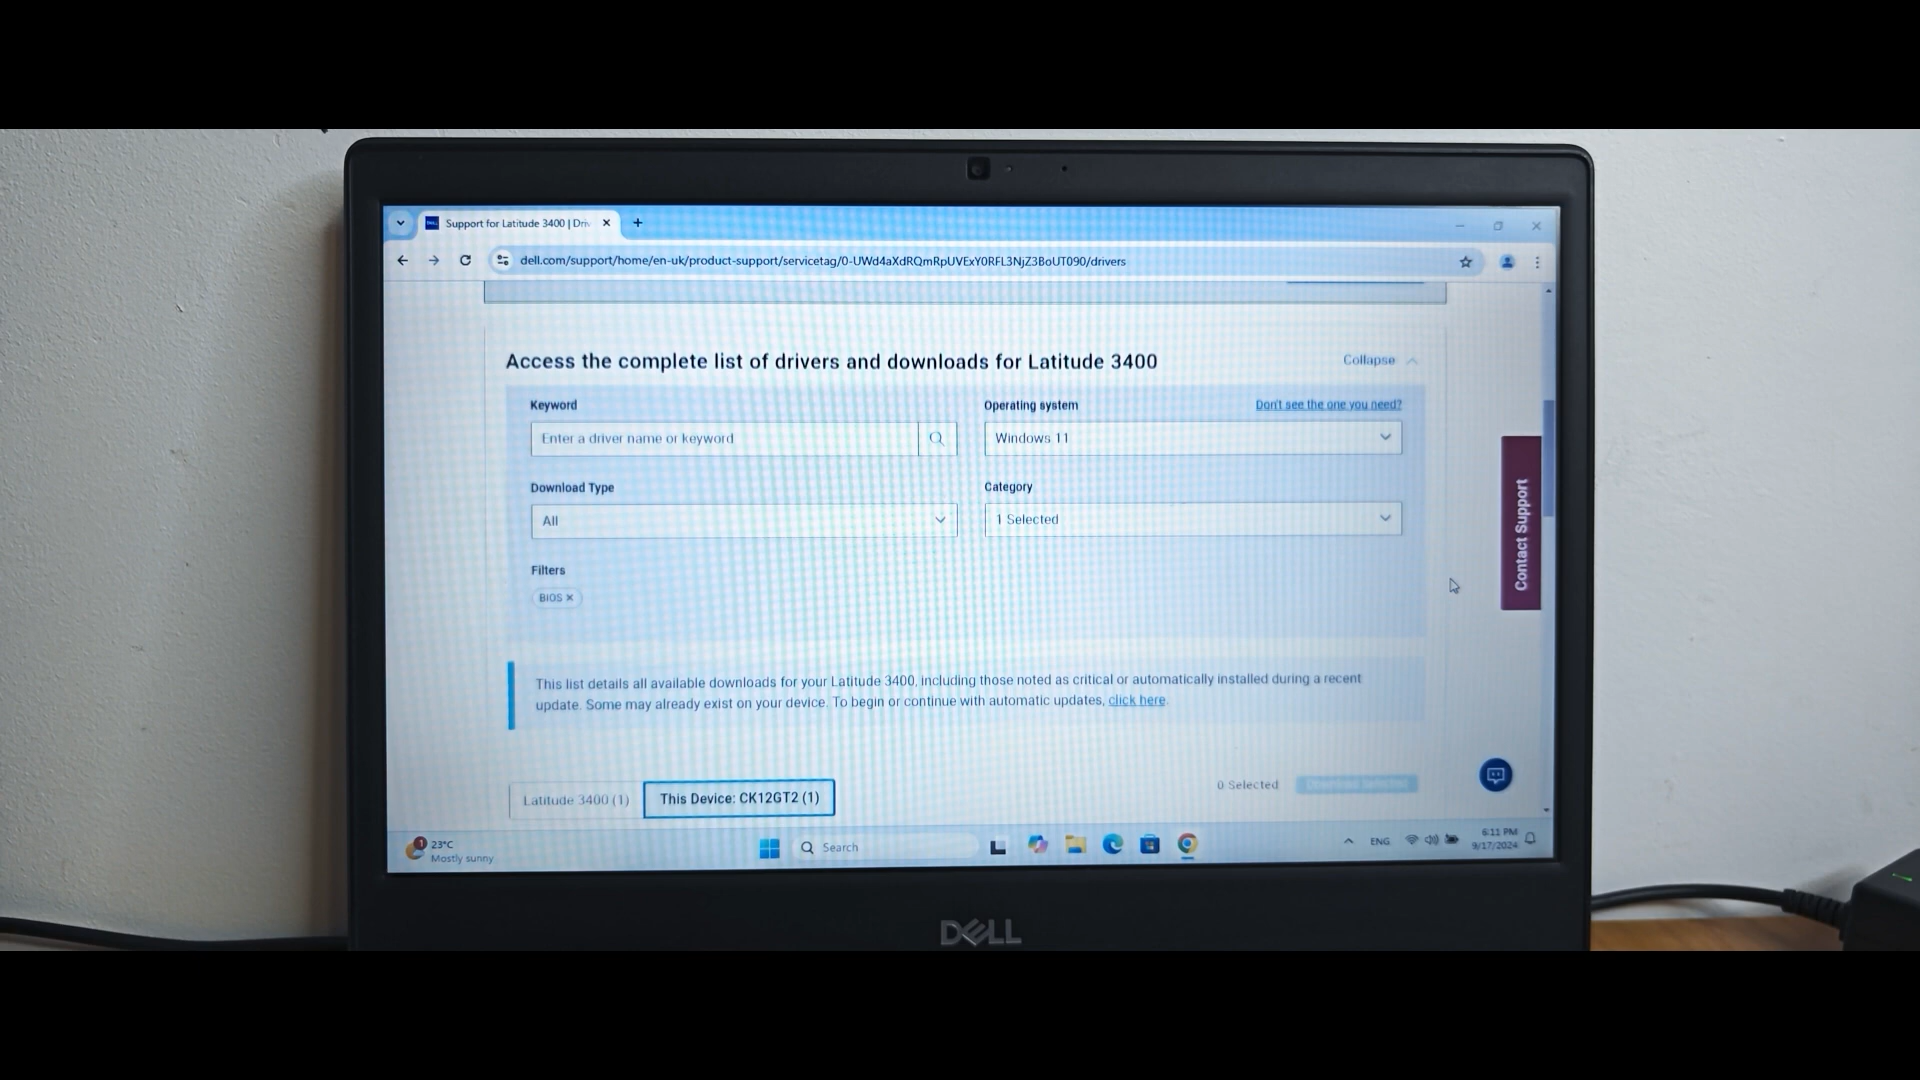 Support for Latitude 3400 | Dri
dell.com/support/home/en-uk/product-support/servicetag/0-UWd4aXdRQmRpUVExY0RFL3NjZ3BoUT090/drivers
Access the complete list of drivers and downloads for Latitude 3400
Collapse
Keyword
Operating system
Don't see the one you need?
Enter a driver name or keyword
Windows 11
Download Type
Category
All
1 Selected
Filters
BIOS ×
Contact Support
This list details all available downloads for your Latitude 3400, including those noted as critical or automatically installed during a recent
update. Some may already exist on your device. To begin or continue with automatic updates, click here.
Latitude 3400 (1)
This Device: CK12GT2 (1)
0 Selected
1
23°C
Mostly sunny
Search
ENG
6:11 PM
9/17/2024
DELL